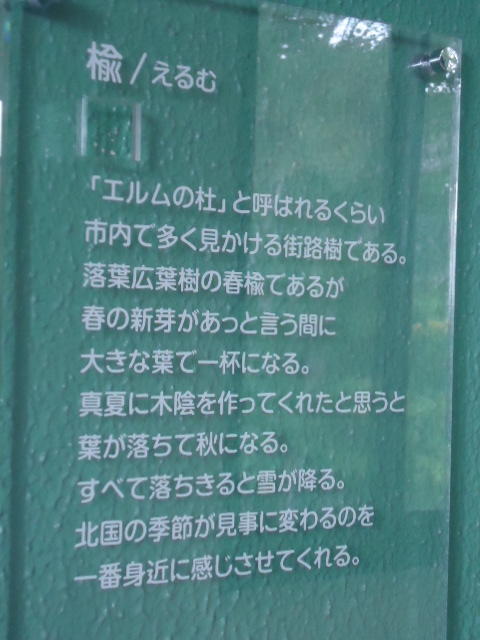 楡/えるむ
「エルムの杜」と呼ばれるくらい
市内で多く見かける街路樹である。
落葉広葉樹の春楡であるが
春の新芽があっと言う間に
大きな葉で一杯になる。
真夏に木陰を作ってくれたと思うと
葉が落ちて秋になる。
すべて落ちきると雪が降る。
北国の季節が見事に変わるのを
一番身近に感じさせてくれる。